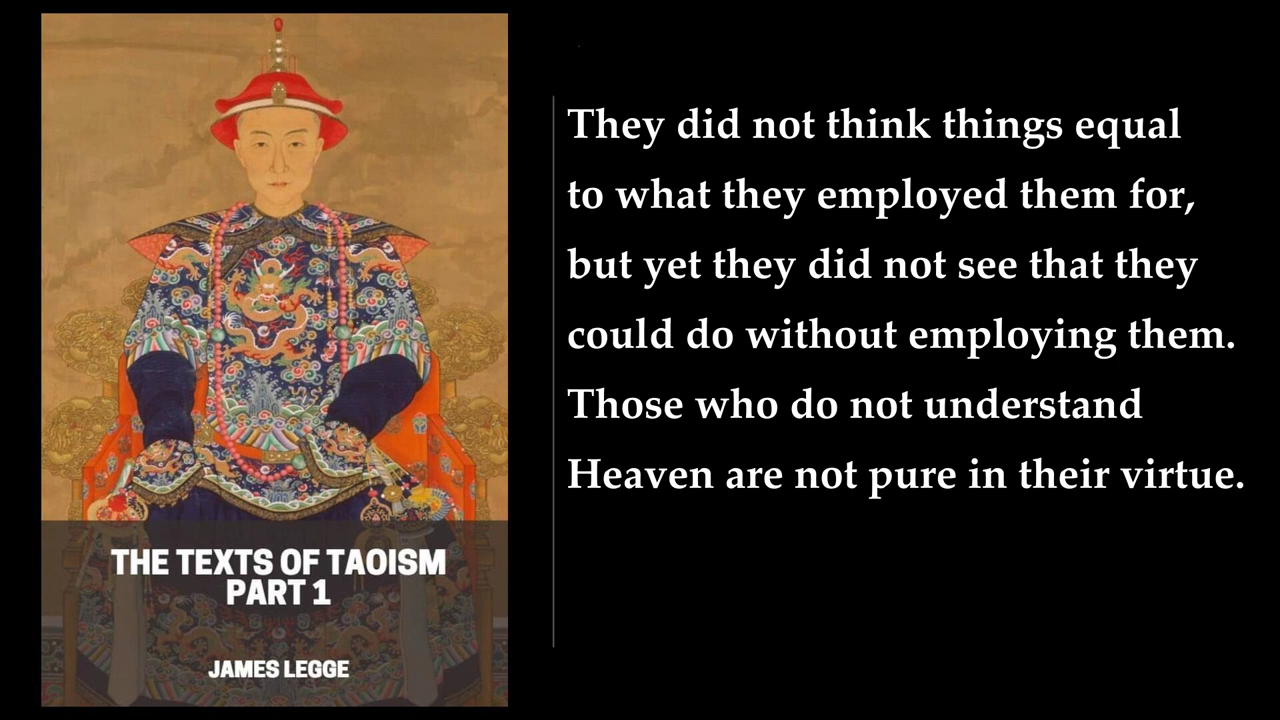 They did not think things equal
to what they employed them for,
but yet they did not see that they
could do without employing them.
Those who do not understand
Heaven are not pure in their virtue.
THE TEXTS OF TAOISM
PART 1
JAMES LEGGE